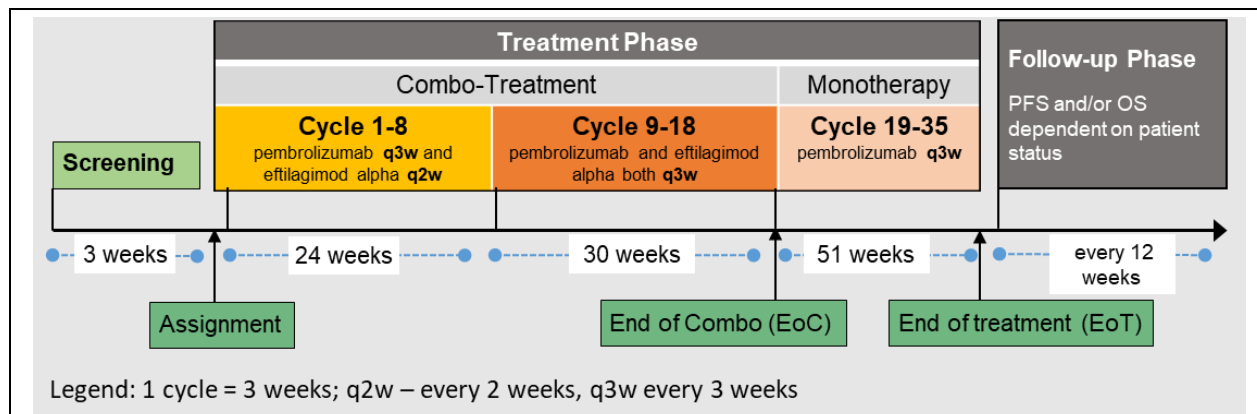 Treatment Phase
Combo-Treatment
Monotherapy
Follow-up Phase
PFS and/or OS
dependent on patient
status
Screening
Cycle 1-8
pembrolizumab q3w and
eftilagimod alpha q2w
Cycle 9-18
pembrolizumab and eftilagimod
alpha both q3w
Cycle 19-35
pembrolizumab q3w
3 weeks
24 weeks
30 weeks
51 weeks
every 12
weeks
Assignment
End of Combo (EoC)
End of treatment (EoT)
Legend: 1 cycle = 3 weeks; q2w – every 2 weeks, q3w every 3 weeks